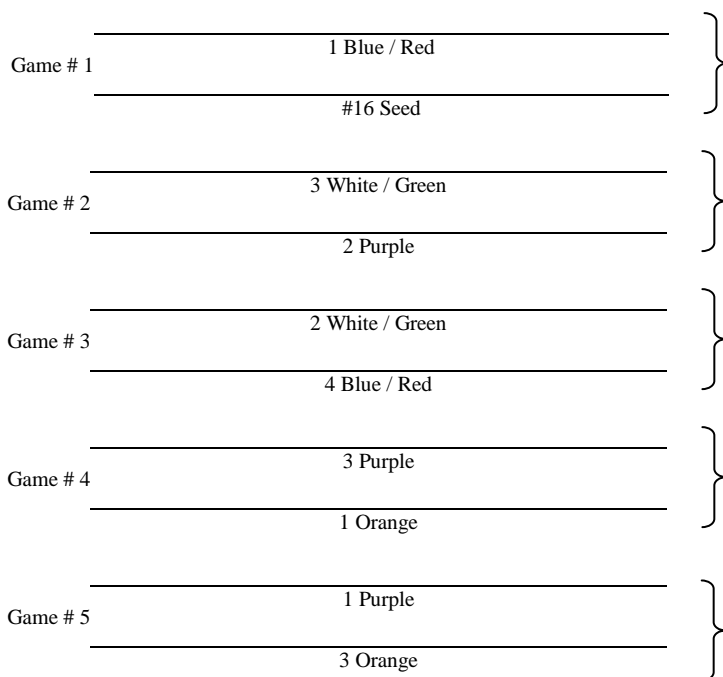 1 Blue / Red
Game # 1
#16 Seed
3 White / Green
Game # 2
2 Purple
2 White / Green
Game # 3
4 Blue / Red
3 Purple
Game # 4
1 Orange
1 Purple
Game # 5
3 Orange